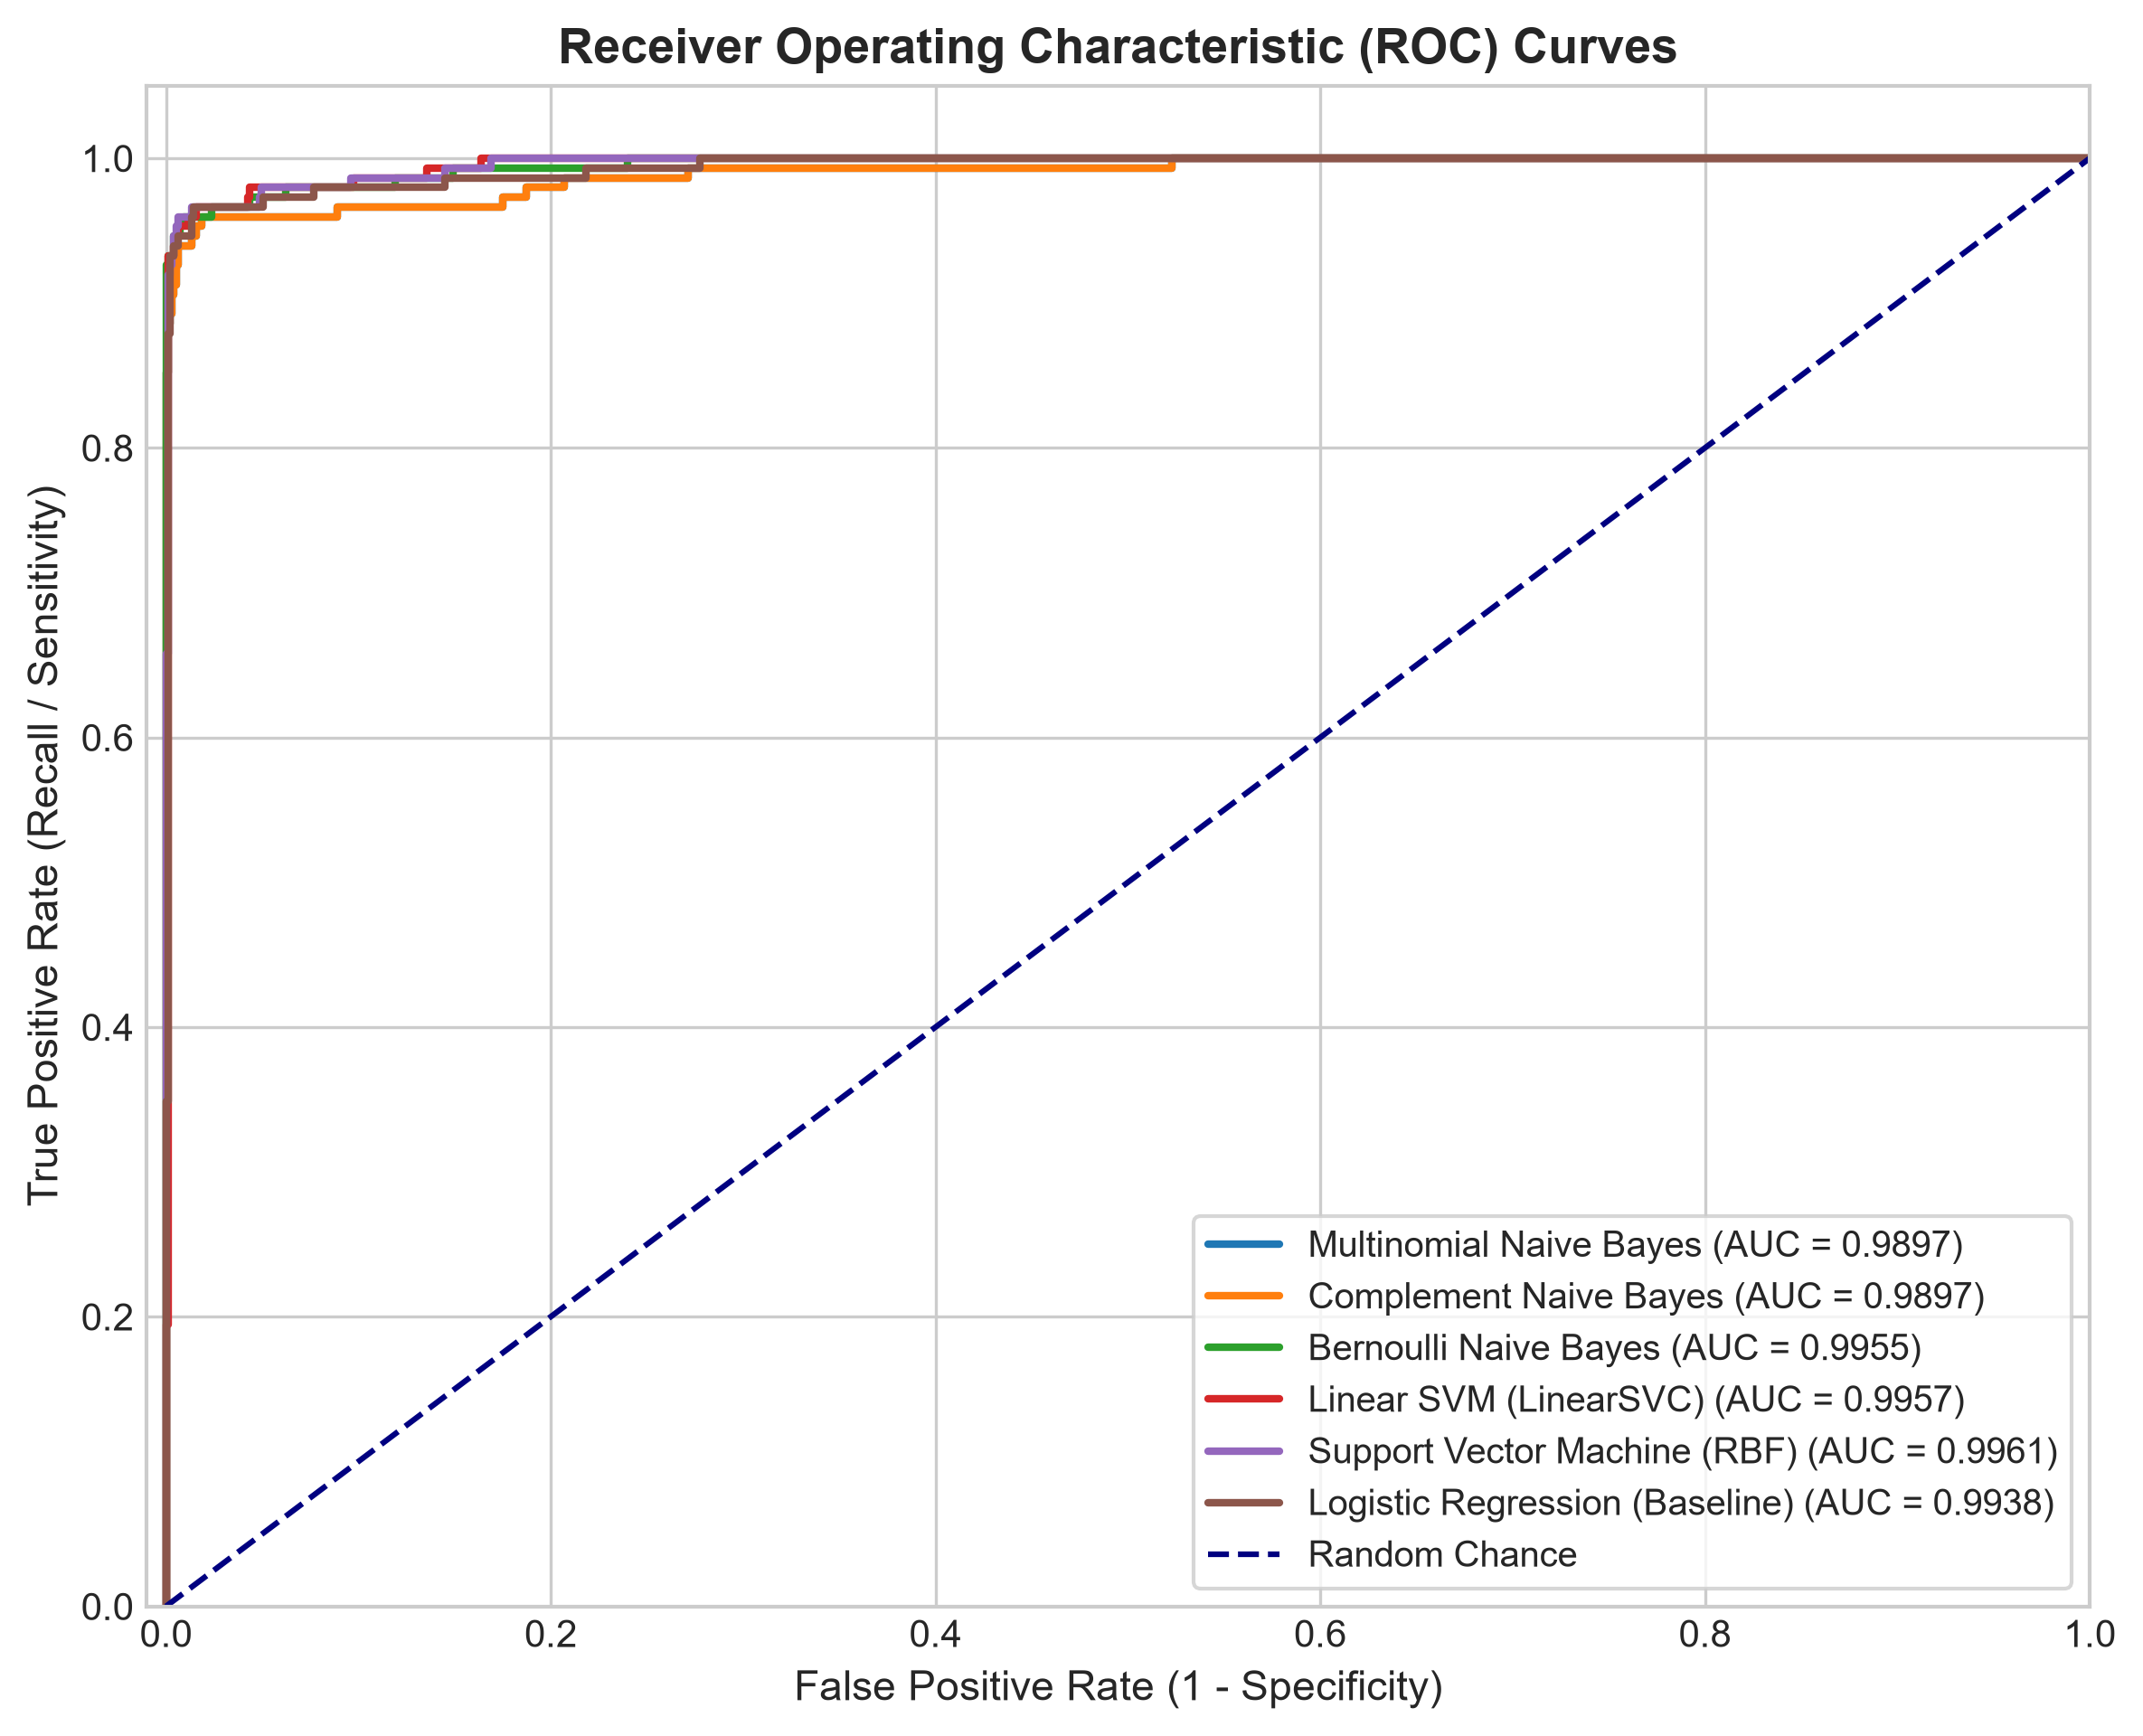 Receiver Operating Characteristic (ROC) Curves
True Positive Rate (Recall / Sensitivity)
1.0
0.8
0.6
0.4
0.2
0.0
0.0 0.2 0.4 0.6 0.8 1.0
False Positive Rate (1 - Specificity)
Multinomial Naive Bayes (AUC = 0.9897)
Complement Naive Bayes (AUC = 0.9897)
Bernoulli Naive Bayes (AUC = 0.9955)
Linear SVM (LinearSVC) (AUC = 0.9957)
Support Vector Machine (RBF) (AUC = 0.9961)
Logistic Regression (Baseline) (AUC = 0.9938)
Random Chance